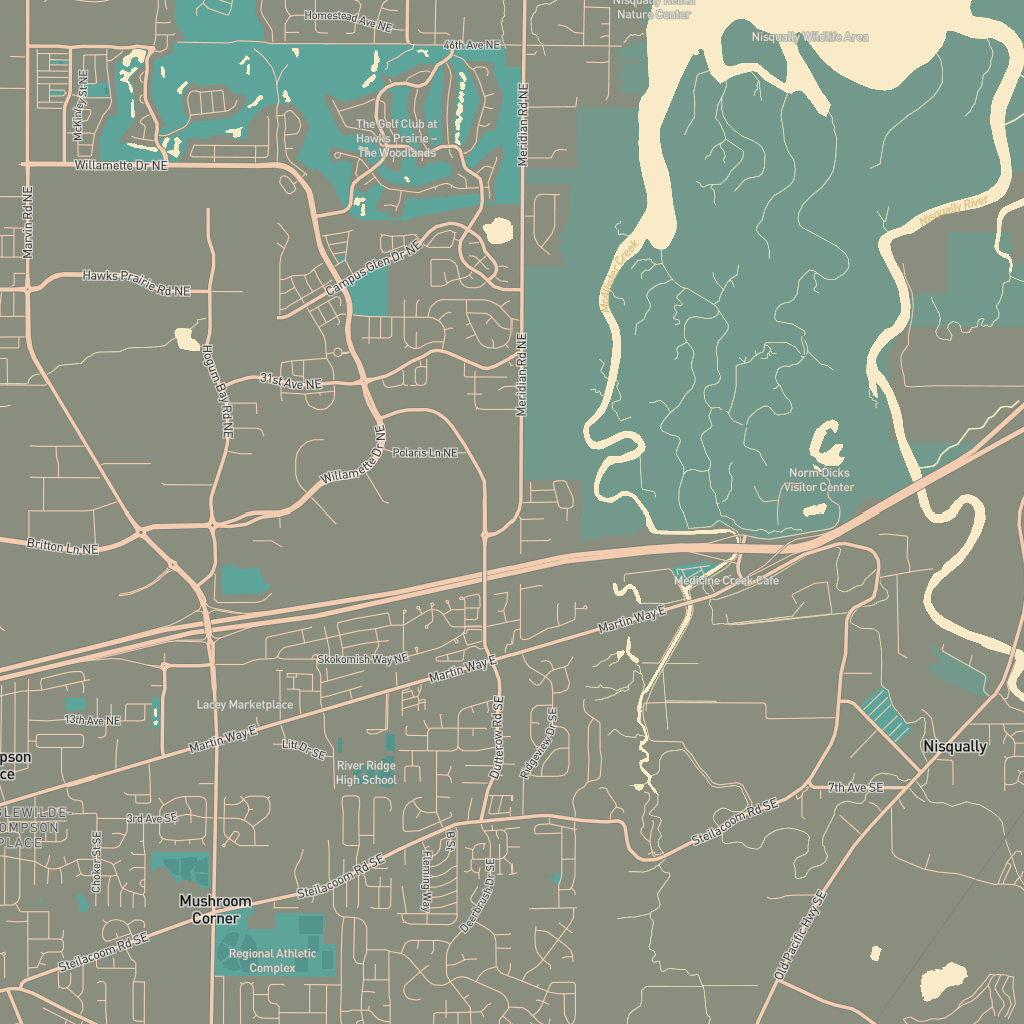 Nisqually Reach
Nature Center
Homestead Ave NE
46th Ave NE
Nisqually Wildlife Area
McKinley St NE
Meridian Rd NE
The Golf Club at
Hawks Prairie -
The Woodlands
Willamette Dr NE
Marvin Rd NE
Nisqually River
McAllister Creek
Campus Glen Dr NE
Hawks Prairie Rd NE
Hogum Bay Rd NE
Meridian Rd NE
31st Ave NE
Willamette Dr NE
Polaris Ln NE
Norm Dicks
Visitor Center
Britton Ln NE
Medicine Creek Cafe
Martin Way E
Skokomish Way NE
Martin Way E
Lacey Marketplace
13th Ave NE
Martin Way E
Litt Dr SE
Dutterow Rd SE
Ridgeview Dr SE
Nisqually
River Ridge
High School
7th Ave SE
3rd Ave SE
Steilacoom Rd SE
Choker St SE
B St
Fleming Way
Steilacoom Rd SE
Deerbrush Dr SE
Mushroom
Corner
Old Pacific Hwy SE
Steilacoom Rd SE
Regional Athletic
Complex